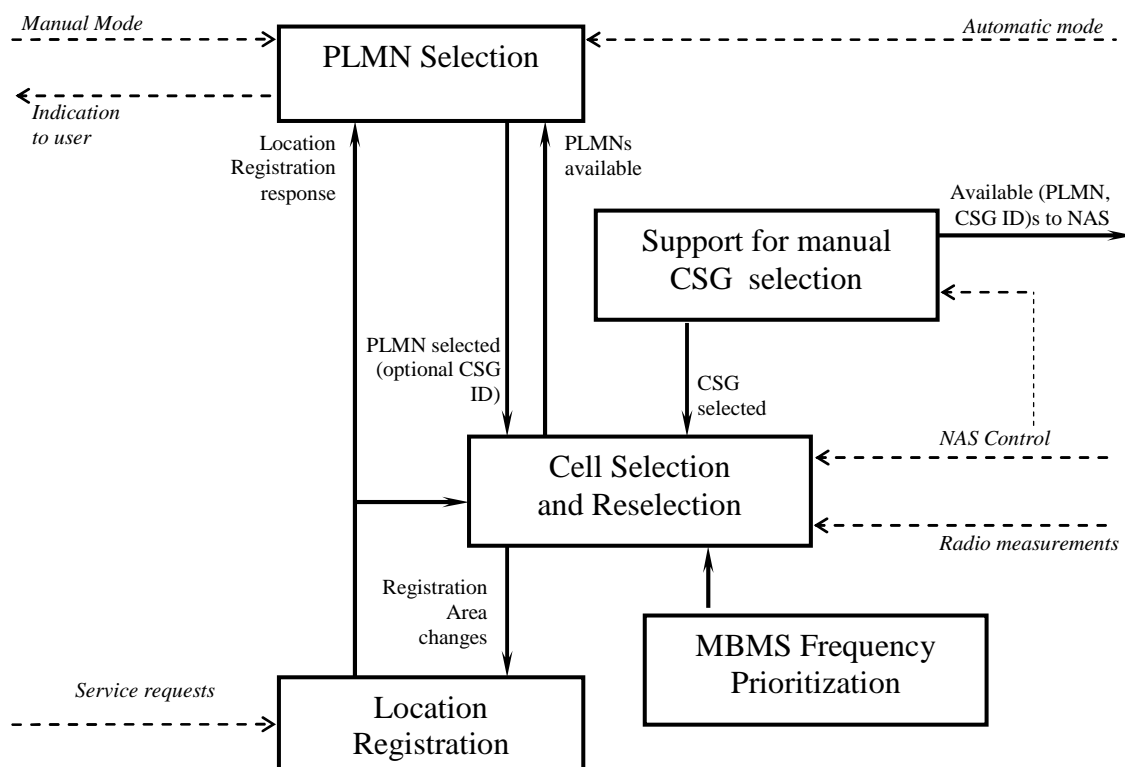 Manual Mode
Automatic mode
PLMN Selection
Indication
to user
Location
Registration
response
PLMNs
available
Available (PLMN,
CSG ID)s to NAS
Support for manual
CSG selection
PLMN selected
(optional CSG
ID)
CSG
selected
NAS Control
Cell Selection
and Reselection
Radio measurements
Registration
Area
changes
MBMS Frequency
Prioritization
Service requests
Location
Registration